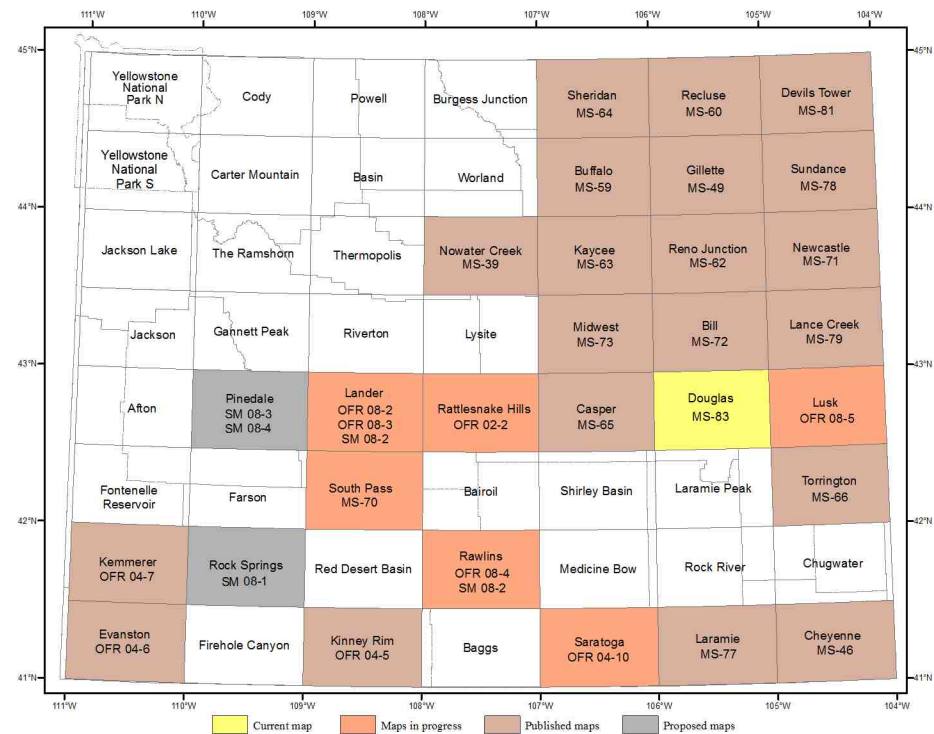 111°W 110°W 109°W 108°W 107°W 106°W 105°W 104°W
45°N 45°N
Yellowstone
National
Park N
Cody
Powell
Burgess Junction
Sheridan
MS-64
Recluse
MS-60
Devils Tower
MS-81
Yellowstone
National
Park S
Carter Mountain
Basin
Worland
Buffalo
MS-59
Gillette
MS-49
Sundance
MS-78
44°N 44°N
Jackson Lake
The Ramshorn
Thermopolis
Nowater Creek
MS-39
Kaycee
MS-63
Reno Junction
MS-62
Newcastle
MS-71
Jackson
Gannett Peak
Riverton
Lysite
Midwest
MS-73
Bill
MS-72
Lance Creek
MS-79
43°N 43°N
Afton
Pinedale
SM 08-3
SM 08-4
Lander
OFR 08-2
OFR 08-3
SM 08-2
Rattlesnake Hills
OFR 02-2
Casper
MS-65
Douglas
MS-83
Lusk
OFR 08-5
Fontenelle
Reservoir
Farson
South Pass
MS-70
Bairoil
Shirley Basin
Laramie Peak
Torrington
MS-66
42°N 42°N
Kemmerer
OFR 04-7
Rock Springs
SM 08-1
Red Desert Basin
Rawlins
OFR 08-4
SM 08-2
Medicine Bow
Rock River
Chugwater
Evanston
OFR 04-6
Firehole Canyon
Kinney Rim
OFR 04-5
Baggs
Saratoga
OFR 04-10
Laramie
MS-77
Cheyenne
MS-46
41°N 41°N
111°W 110°W 109°W 108°W 107°W 106°W 105°W 104°W
Current map Maps in progress Published maps Proposed maps